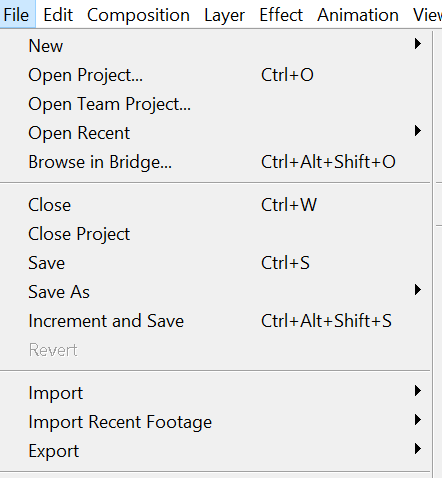 File Edit Composition Layer Effect Animation View
New
Open Project... Ctrl+O
Open Team Project...
Open Recent
Browse in Bridge... Ctrl+Alt+Shift+O
Close Ctrl+W
Close Project
Save Ctrl+S
Save As
Increment and Save Ctrl+Alt+Shift+S
Revert
Import
Import Recent Footage
Export